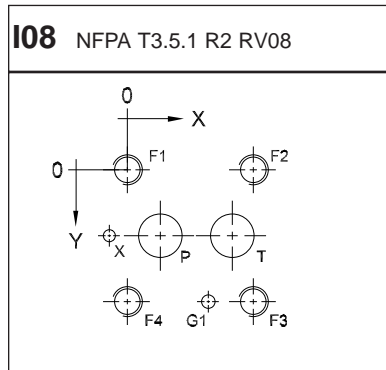 I08 NFPA T3.5.1 R2 RV08
0
X
F1 F2
0
Y
X P T
F4 G1 F3